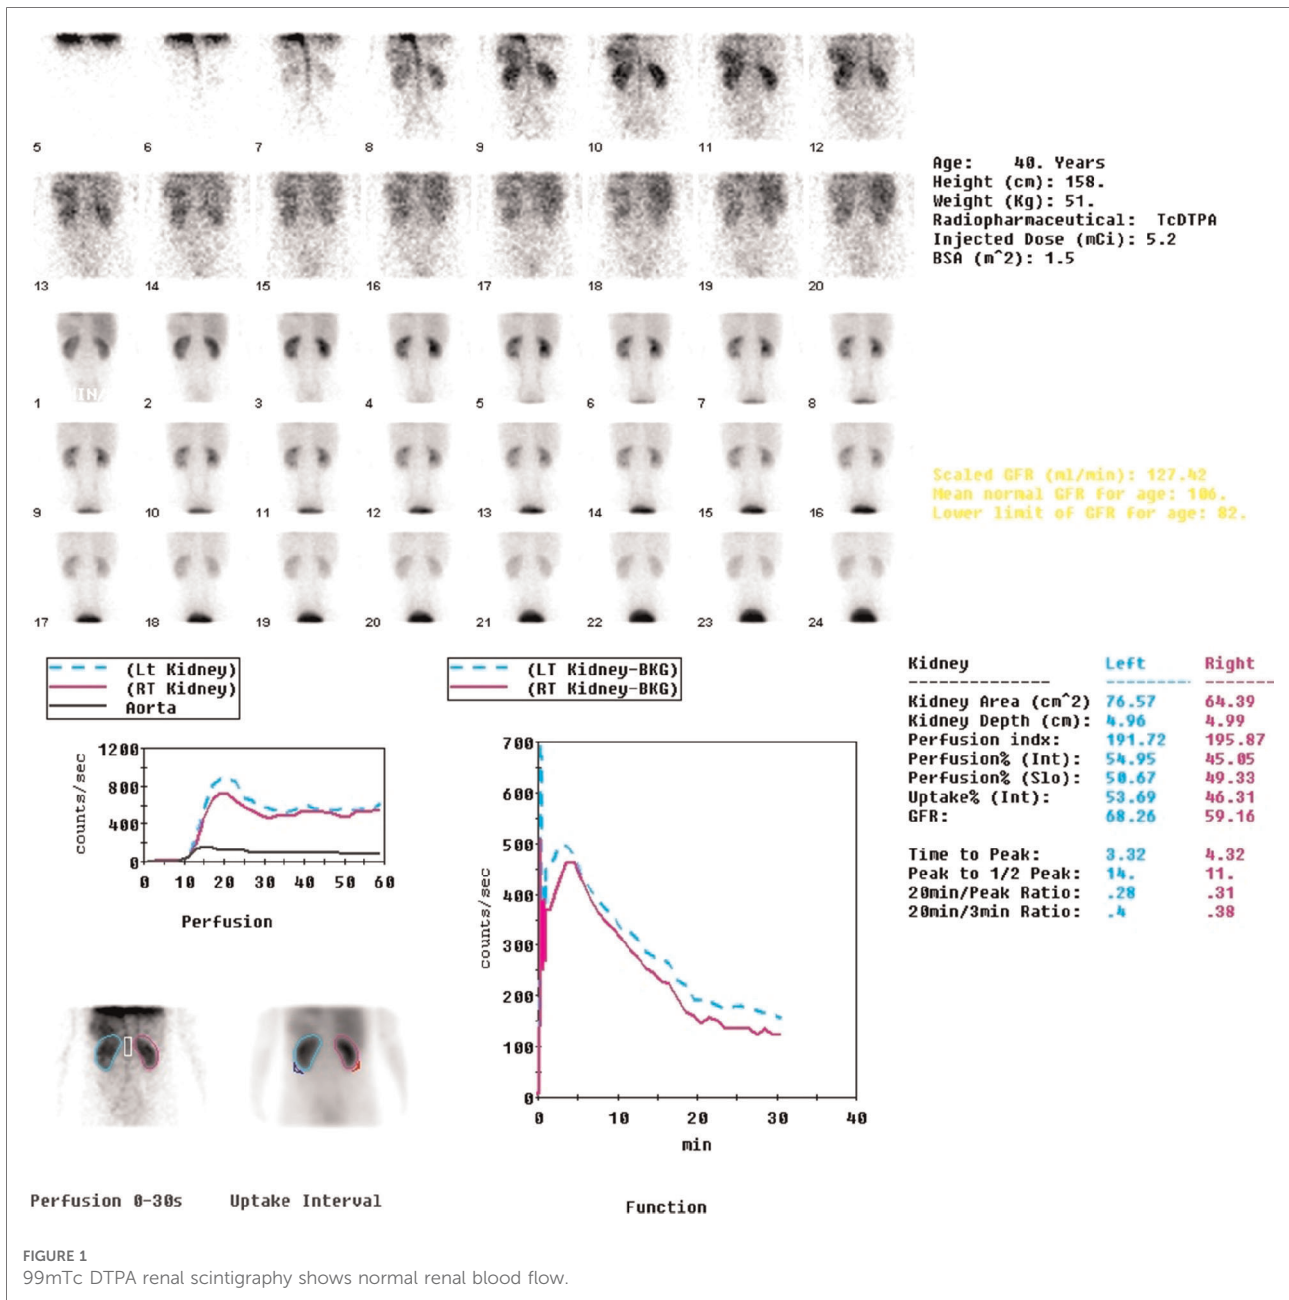 5 6 7 8 9 10 11 12
Age: 40. Years
Height (cm): 158.
Weight (Kg): 51.
Radiopharmaceutical: TcDTPA
Injected Dose (mCi): 5.2
BSA (m^2): 1.5
13 14 15 16 17 18 19 20
1 2 3 4 5 6 7 8
9 10 11 12 13 14 15 16
Scaled GFR (ml/min): 127.42
Mean normal GFR for age: 106.
Lower limit of GFR for age: 82.
17 18 19 20 21 22 23 24
(Lt Kidney)
(RT Kidney)
Aorta
1200
800
400
0
counts/sec
0 10 20 30 40 50 60
Perfusion
(LT Kidney-BKG)
(RT Kidney-BKG)
700
600
500
400
300
200
100
0
counts/sec
0 10 20 30 40
min
Function
Kidney Left Right
-------------- --------- -------
Kidney Area (cm^2) 76.57 64.39
Kidney Depth (cm): 4.96 4.99
Perfusion indx: 191.72 195.87
Perfusion% (Int): 54.95 45.05
Perfusion% (Slo): 50.67 49.33
Uptake% (Int): 53.69 46.31
GFR: 68.26 59.16
Time to Peak: 3.32 4.32
Peak to 1/2 Peak: 14. 11.
20min/Peak Ratio: .28 .31
20min/3min Ratio: .4 .38
Perfusion 0-30s Uptake Interval
FIGURE 1
99mTc DTPA renal scintigraphy shows normal renal blood flow.